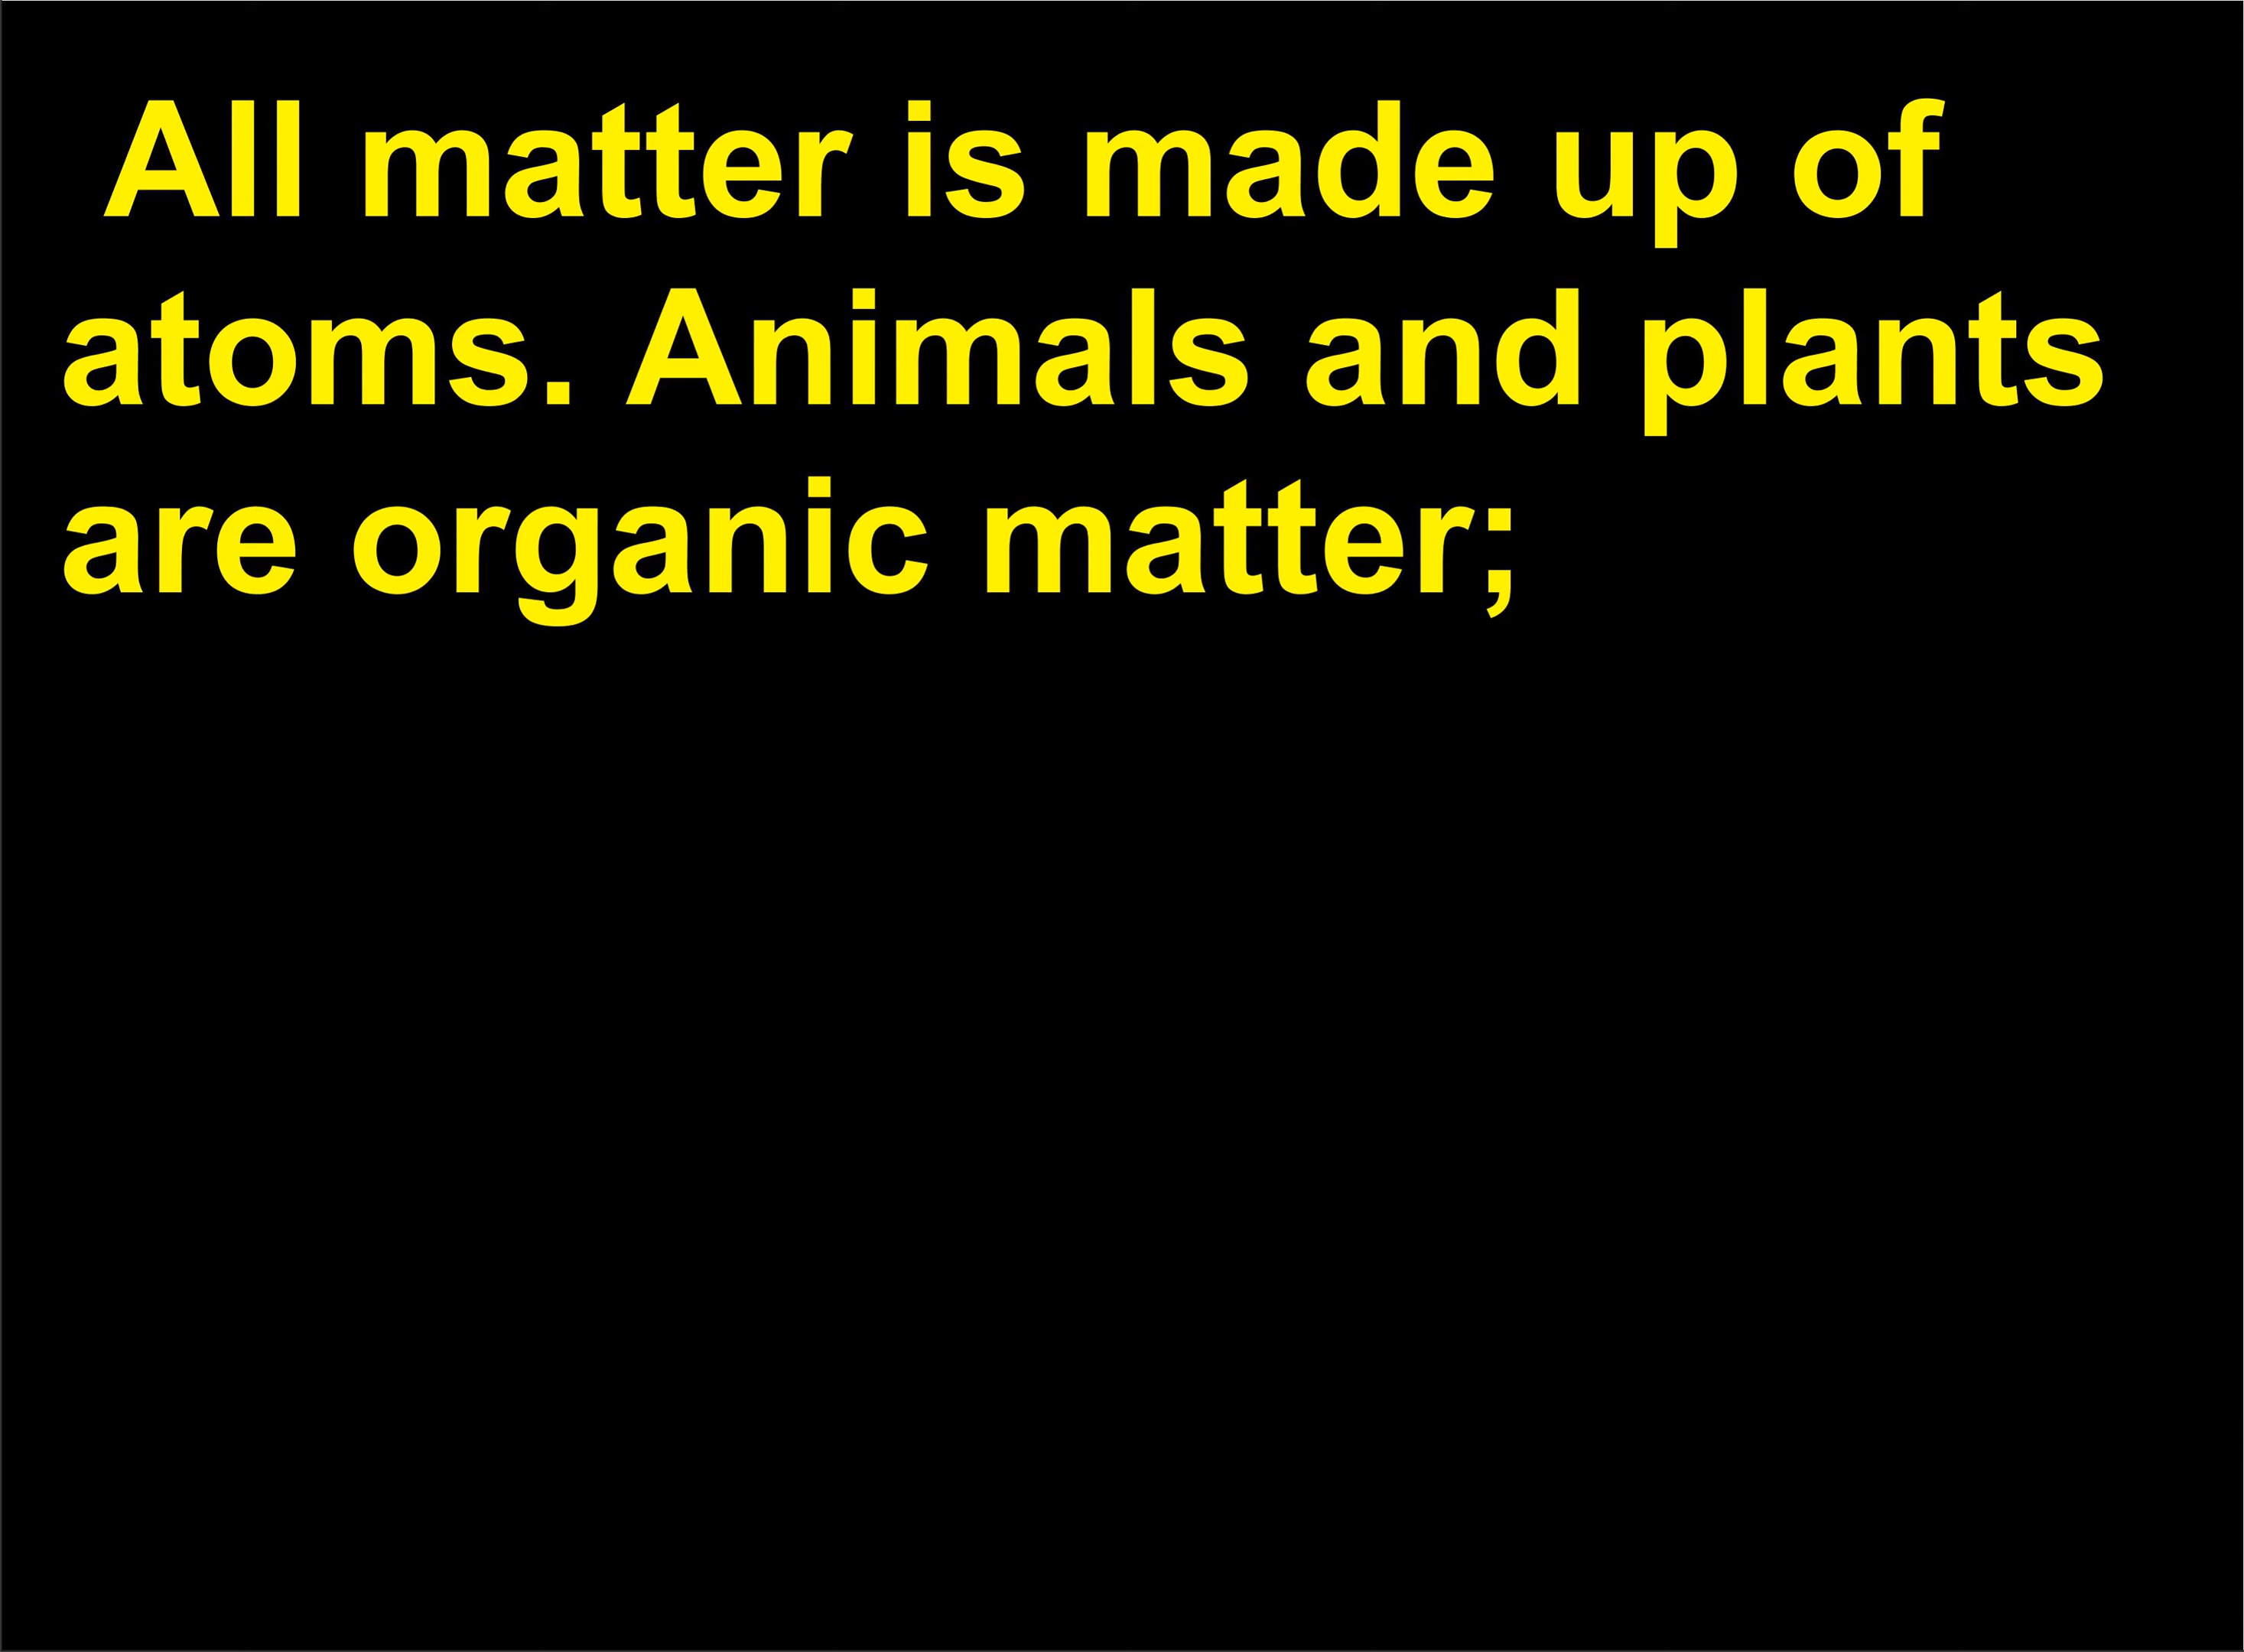 All matter is made up of
atoms. Animals and plants
are organic matter;